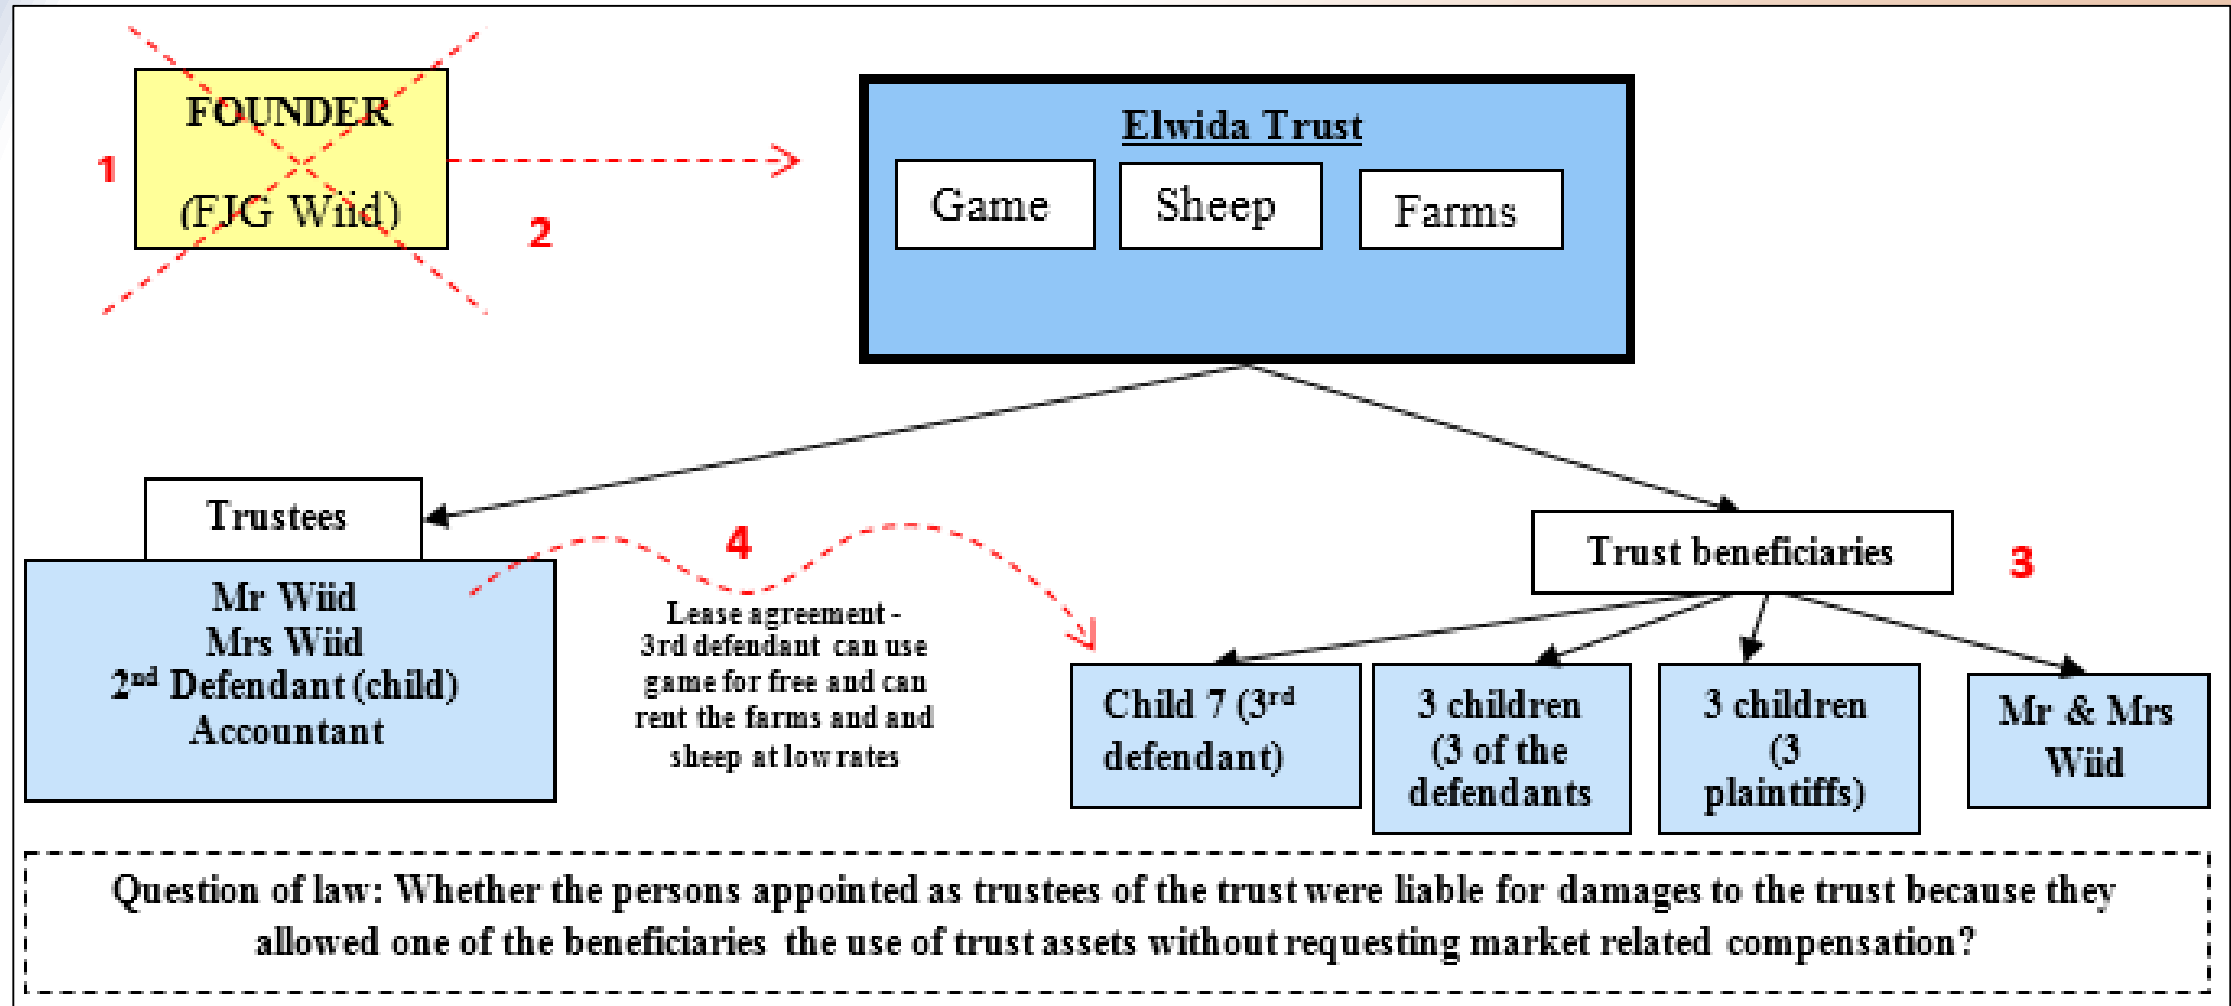 1
FOUNDER
(FJG Wiid)
2
Elwida Trust
Game
Sheep
Farms
Trustees
Mr Wiid
Mrs Wiid
2nd Defendant (child)
Accountant
4
Lease agreement -
3rd defendant can use
game for free and can
rent the farms and and
sheep at low rates
Trust beneficiaries
3
Child 7 (3rd
defendant)
3 children
(3 of the
defendants
3 children
(3
plaintiffs)
Mr & Mrs
Wiid
Question of law: Whether the persons appointed as trustees of the trust were liable for damages to the trust because they
allowed one of the beneficiaries the use of trust assets without requesting market related compensation?